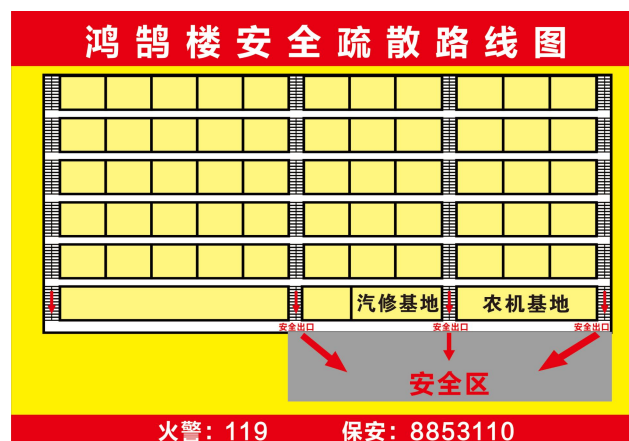 鸿鹄楼安全疏散路线图
汽修基地 农机基地
安全出口 安全出口 安全出口
安全区
火警：119 保安：8853110